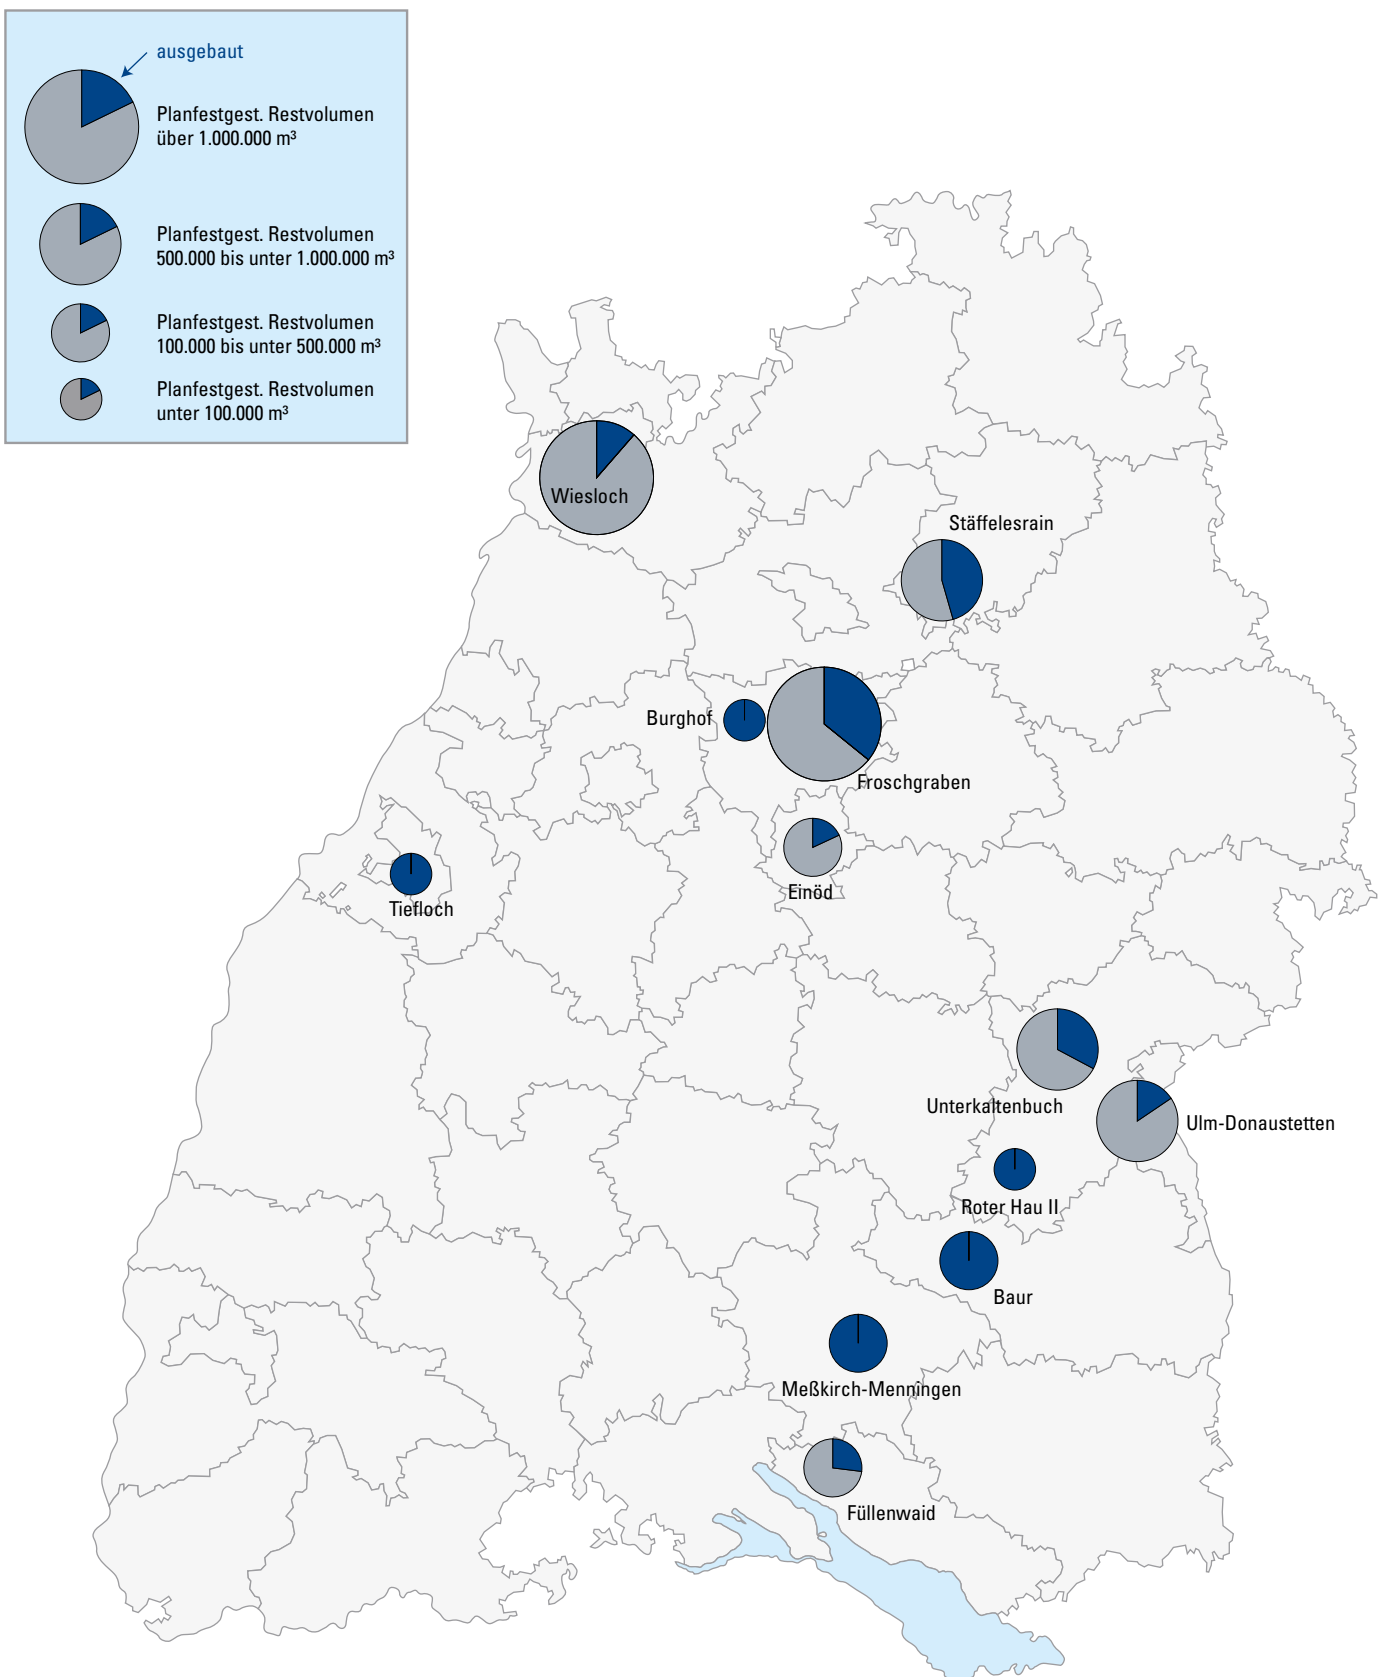 ausgebaut
Planfestgest. Restvolumen
über 1.000.000 m³
Planfestgest. Restvolumen
500.000 bis unter 1.000.000 m³
Planfestgest. Restvolumen
100.000 bis unter 500.000 m³
Planfestgest. Restvolumen
unter 100.000 m³
Wiesloch
Stäffelesrain
Burghof
Froschgraben
Einöd
Tiefloch
Unterkaltenbuch
Ulm-Donaustetten
Roter Hau II
Baur
Meßkirch-Menningen
Füllenwaid